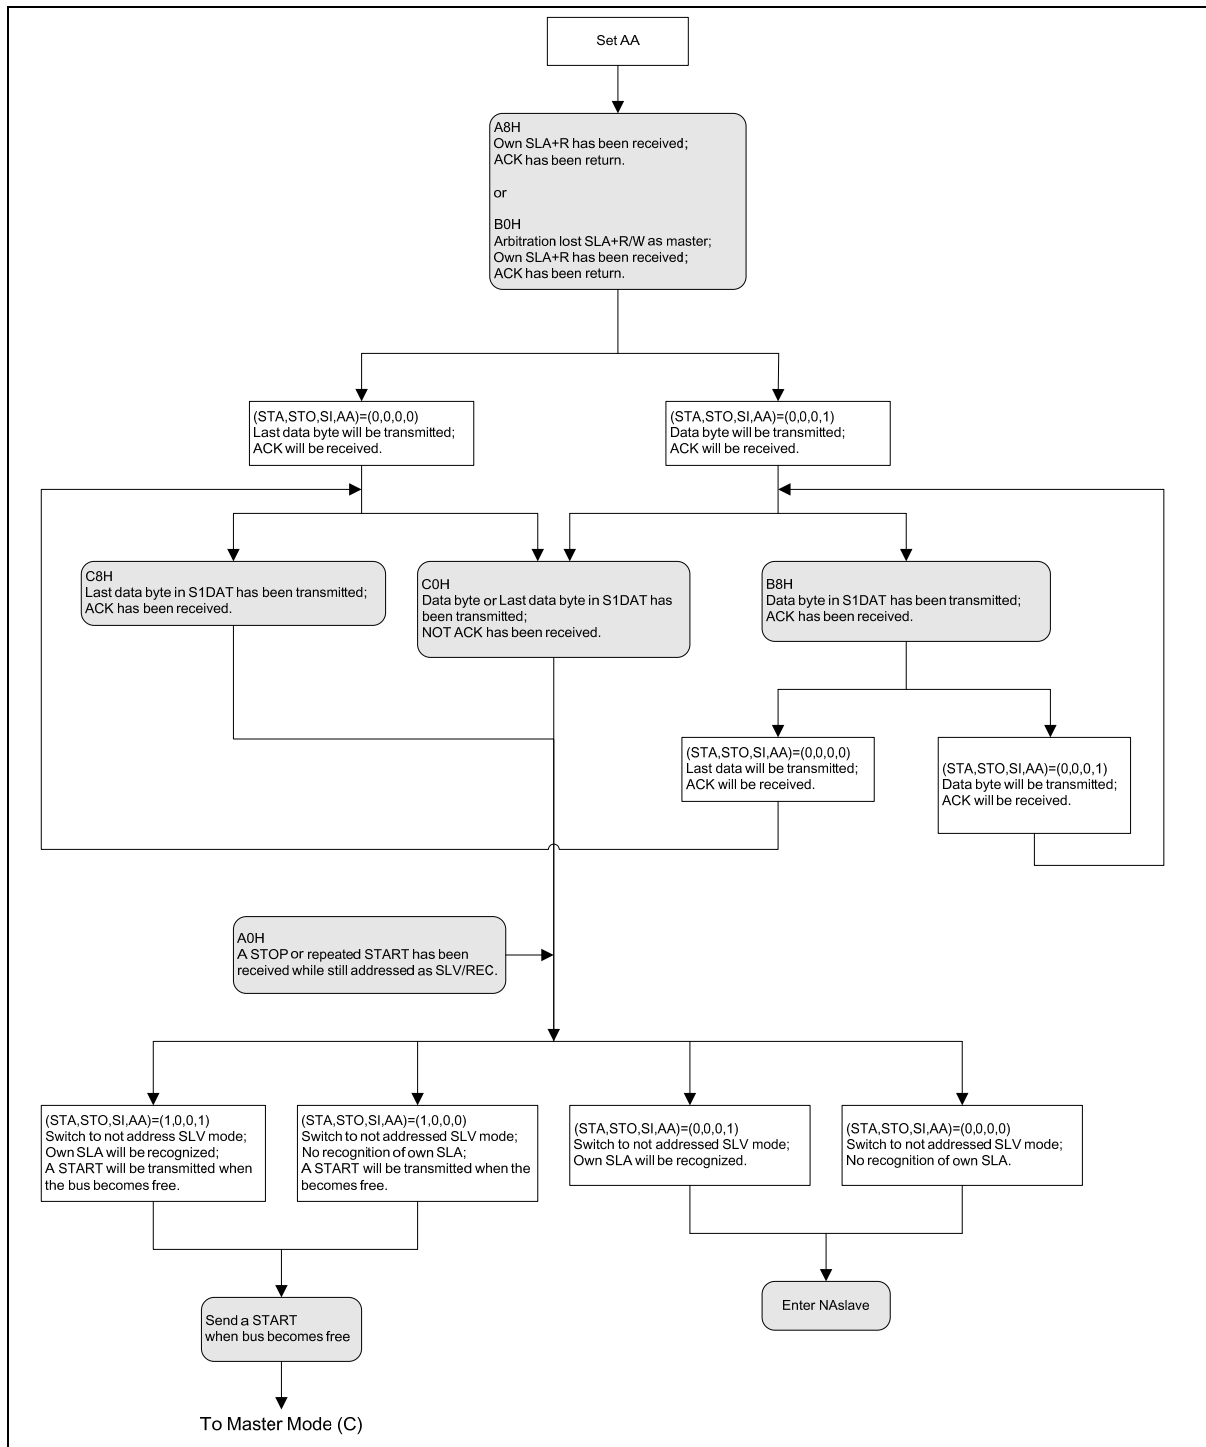 Set AA
A8H
Own SLA+R has been received;
ACK has been return.
or
B0H
Arbitration lost SLA+R/W as master;
Own SLA+R has been received;
ACK has been return.
(STA,STO,SI,AA)=(0,0,0,0)
Last data byte will be transmitted;
ACK will be received.
(STA,STO,SI,AA)=(0,0,0,1)
Data byte will be transmitted;
ACK will be received.
C8H
Last data byte in S1DAT has been transmitted;
ACK has been received.
C0H
Data byte or Last data byte in S1DAT has
been transmitted;
NOT ACK has been received.
B8H
Data byte in S1DAT has been transmitted;
ACK has been received.
(STA,STO,SI,AA)=(0,0,0,0)
Last data will be transmitted;
ACK will be received.
(STA,STO,SI,AA)=(0,0,0,1)
Data byte will be transmitted;
ACK will be received.
A0H
A STOP or repeated START has been
received while still addressed as SLV/REC.
(STA,STO,SI,AA)=(1,0,0,1)
Switch to not address SLV mode;
Own SLA will be recognized;
A START will be transmitted when
the bus becomes free.
(STA,STO,SI,AA)=(1,0,0,0)
Switch to not addressed SLV mode;
No recognition of own SLA;
A START will be transmitted when the
becomes free.
(STA,STO,SI,AA)=(0,0,0,1)
Switch to not addressed SLV mode;
Own SLA will be recognized.
(STA,STO,SI,AA)=(0,0,0,0)
Switch to not addressed SLV mode;
No recognition of own SLA.
Send a START
when bus becomes free
Enter NAslave
To Master Mode (C)